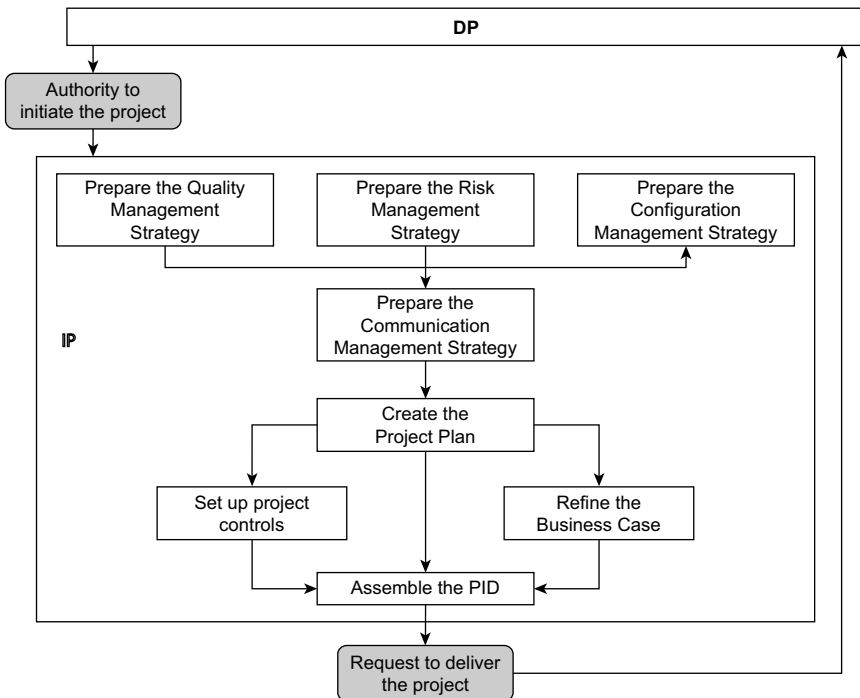 DP
Authority to
initiate the project
Prepare the Quality
Management
Strategy
Prepare the Risk
Management
Strategy
Prepare the
Configuration
Management Strategy
Prepare the
Communication
Management Strategy
IP
Create the
Project Plan
Set up project
controls
Refine the
Business Case
Assemble the PID
Request to deliver
the project